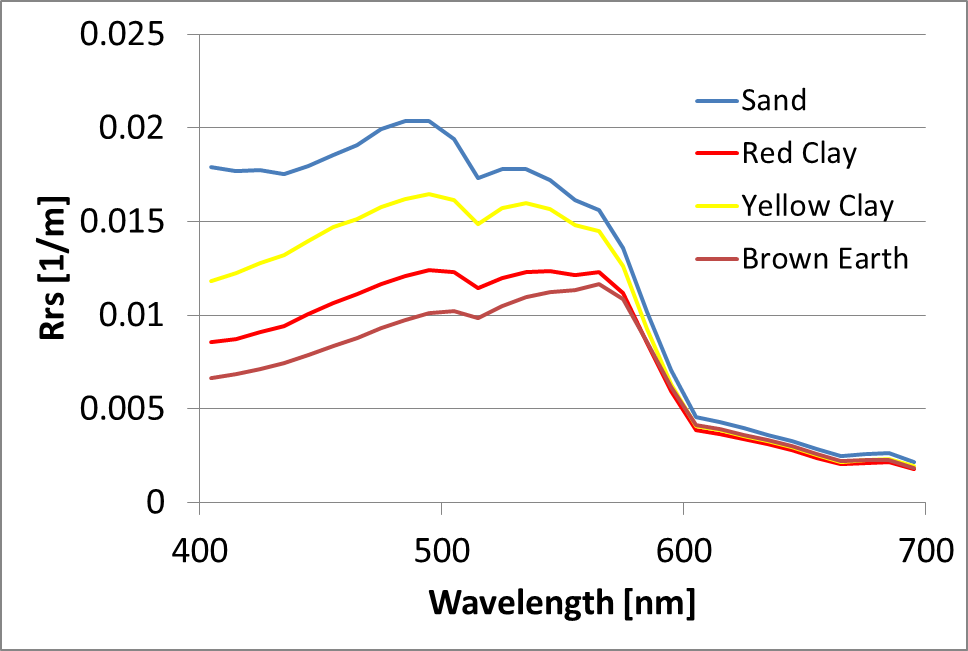 0.025
0.02
0.015
0.01
0.005
0
Rrs [1/m]
Sand
Red Clay
Yellow Clay
Brown Earth
400 500 600 700
Wavelength [nm]